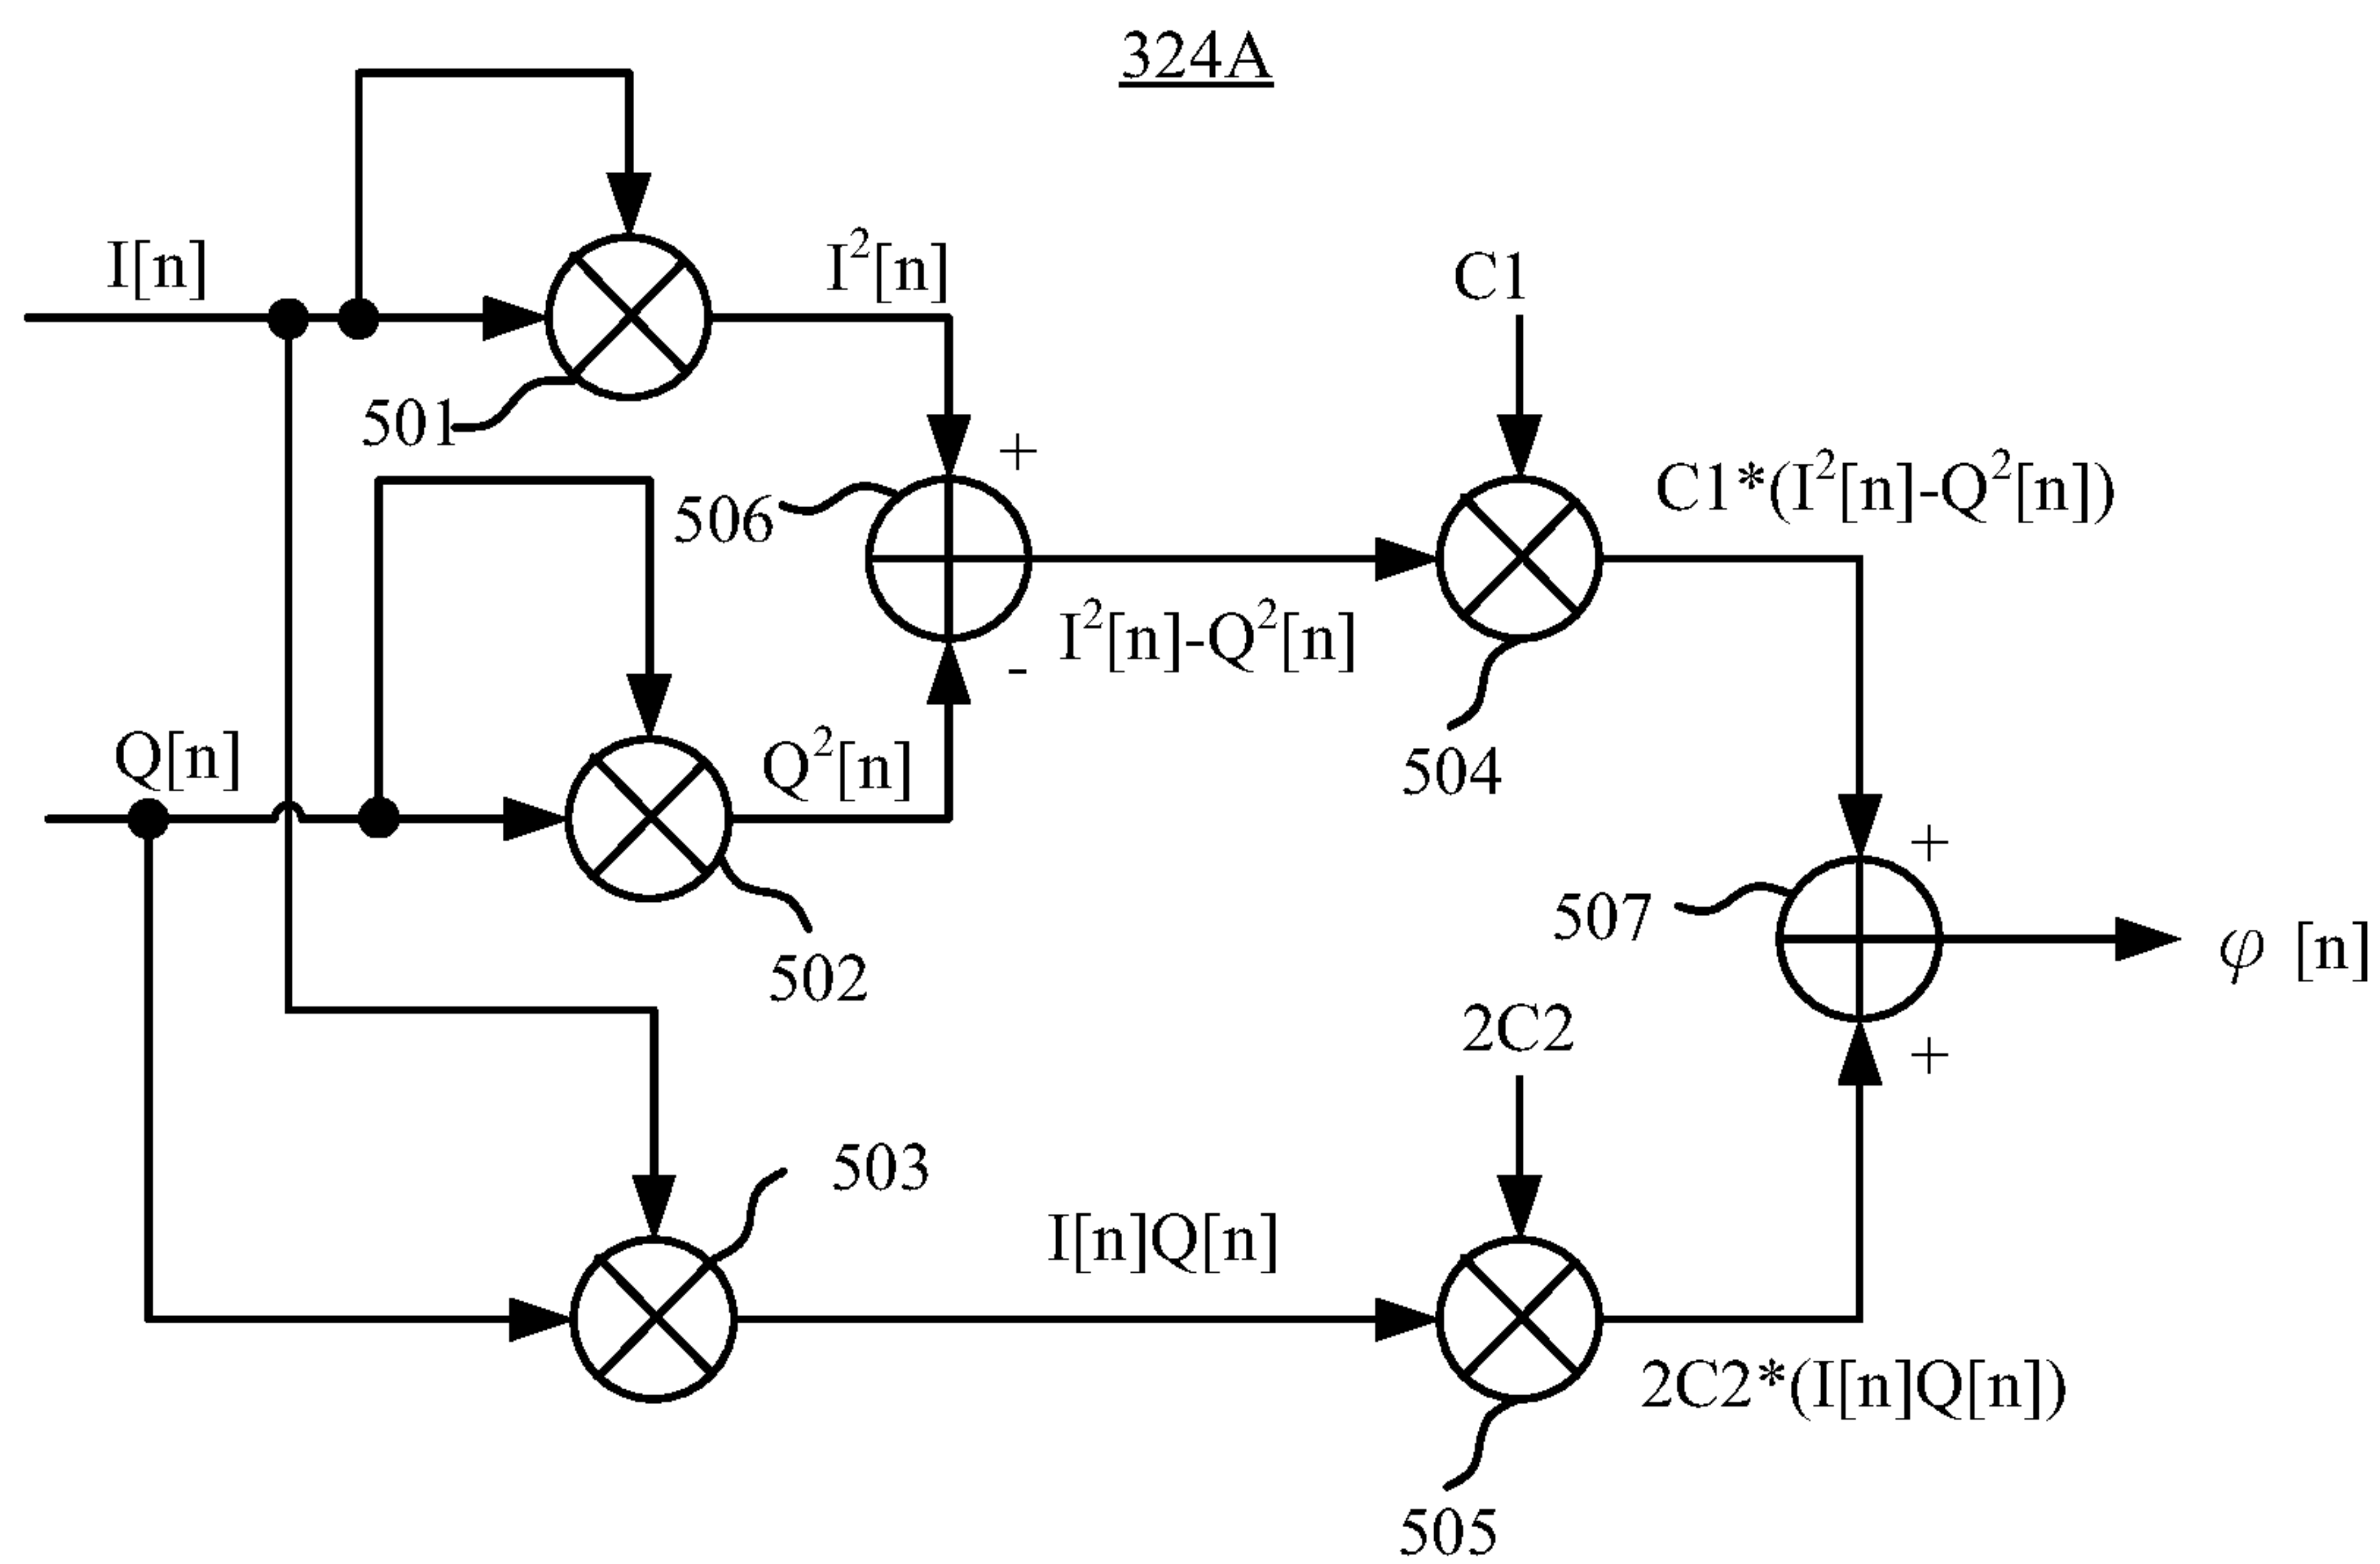 324A
I[n]
I²[n]
C1
501
+
506
C1*(I²[n]-Q²[n])
I²[n]-Q²[n]
-
Q[n]
Q²[n]
504
+
507
502
φ [n]
2C2
+
503
I[n]Q[n]
2C2*(I[n]Q[n])
505